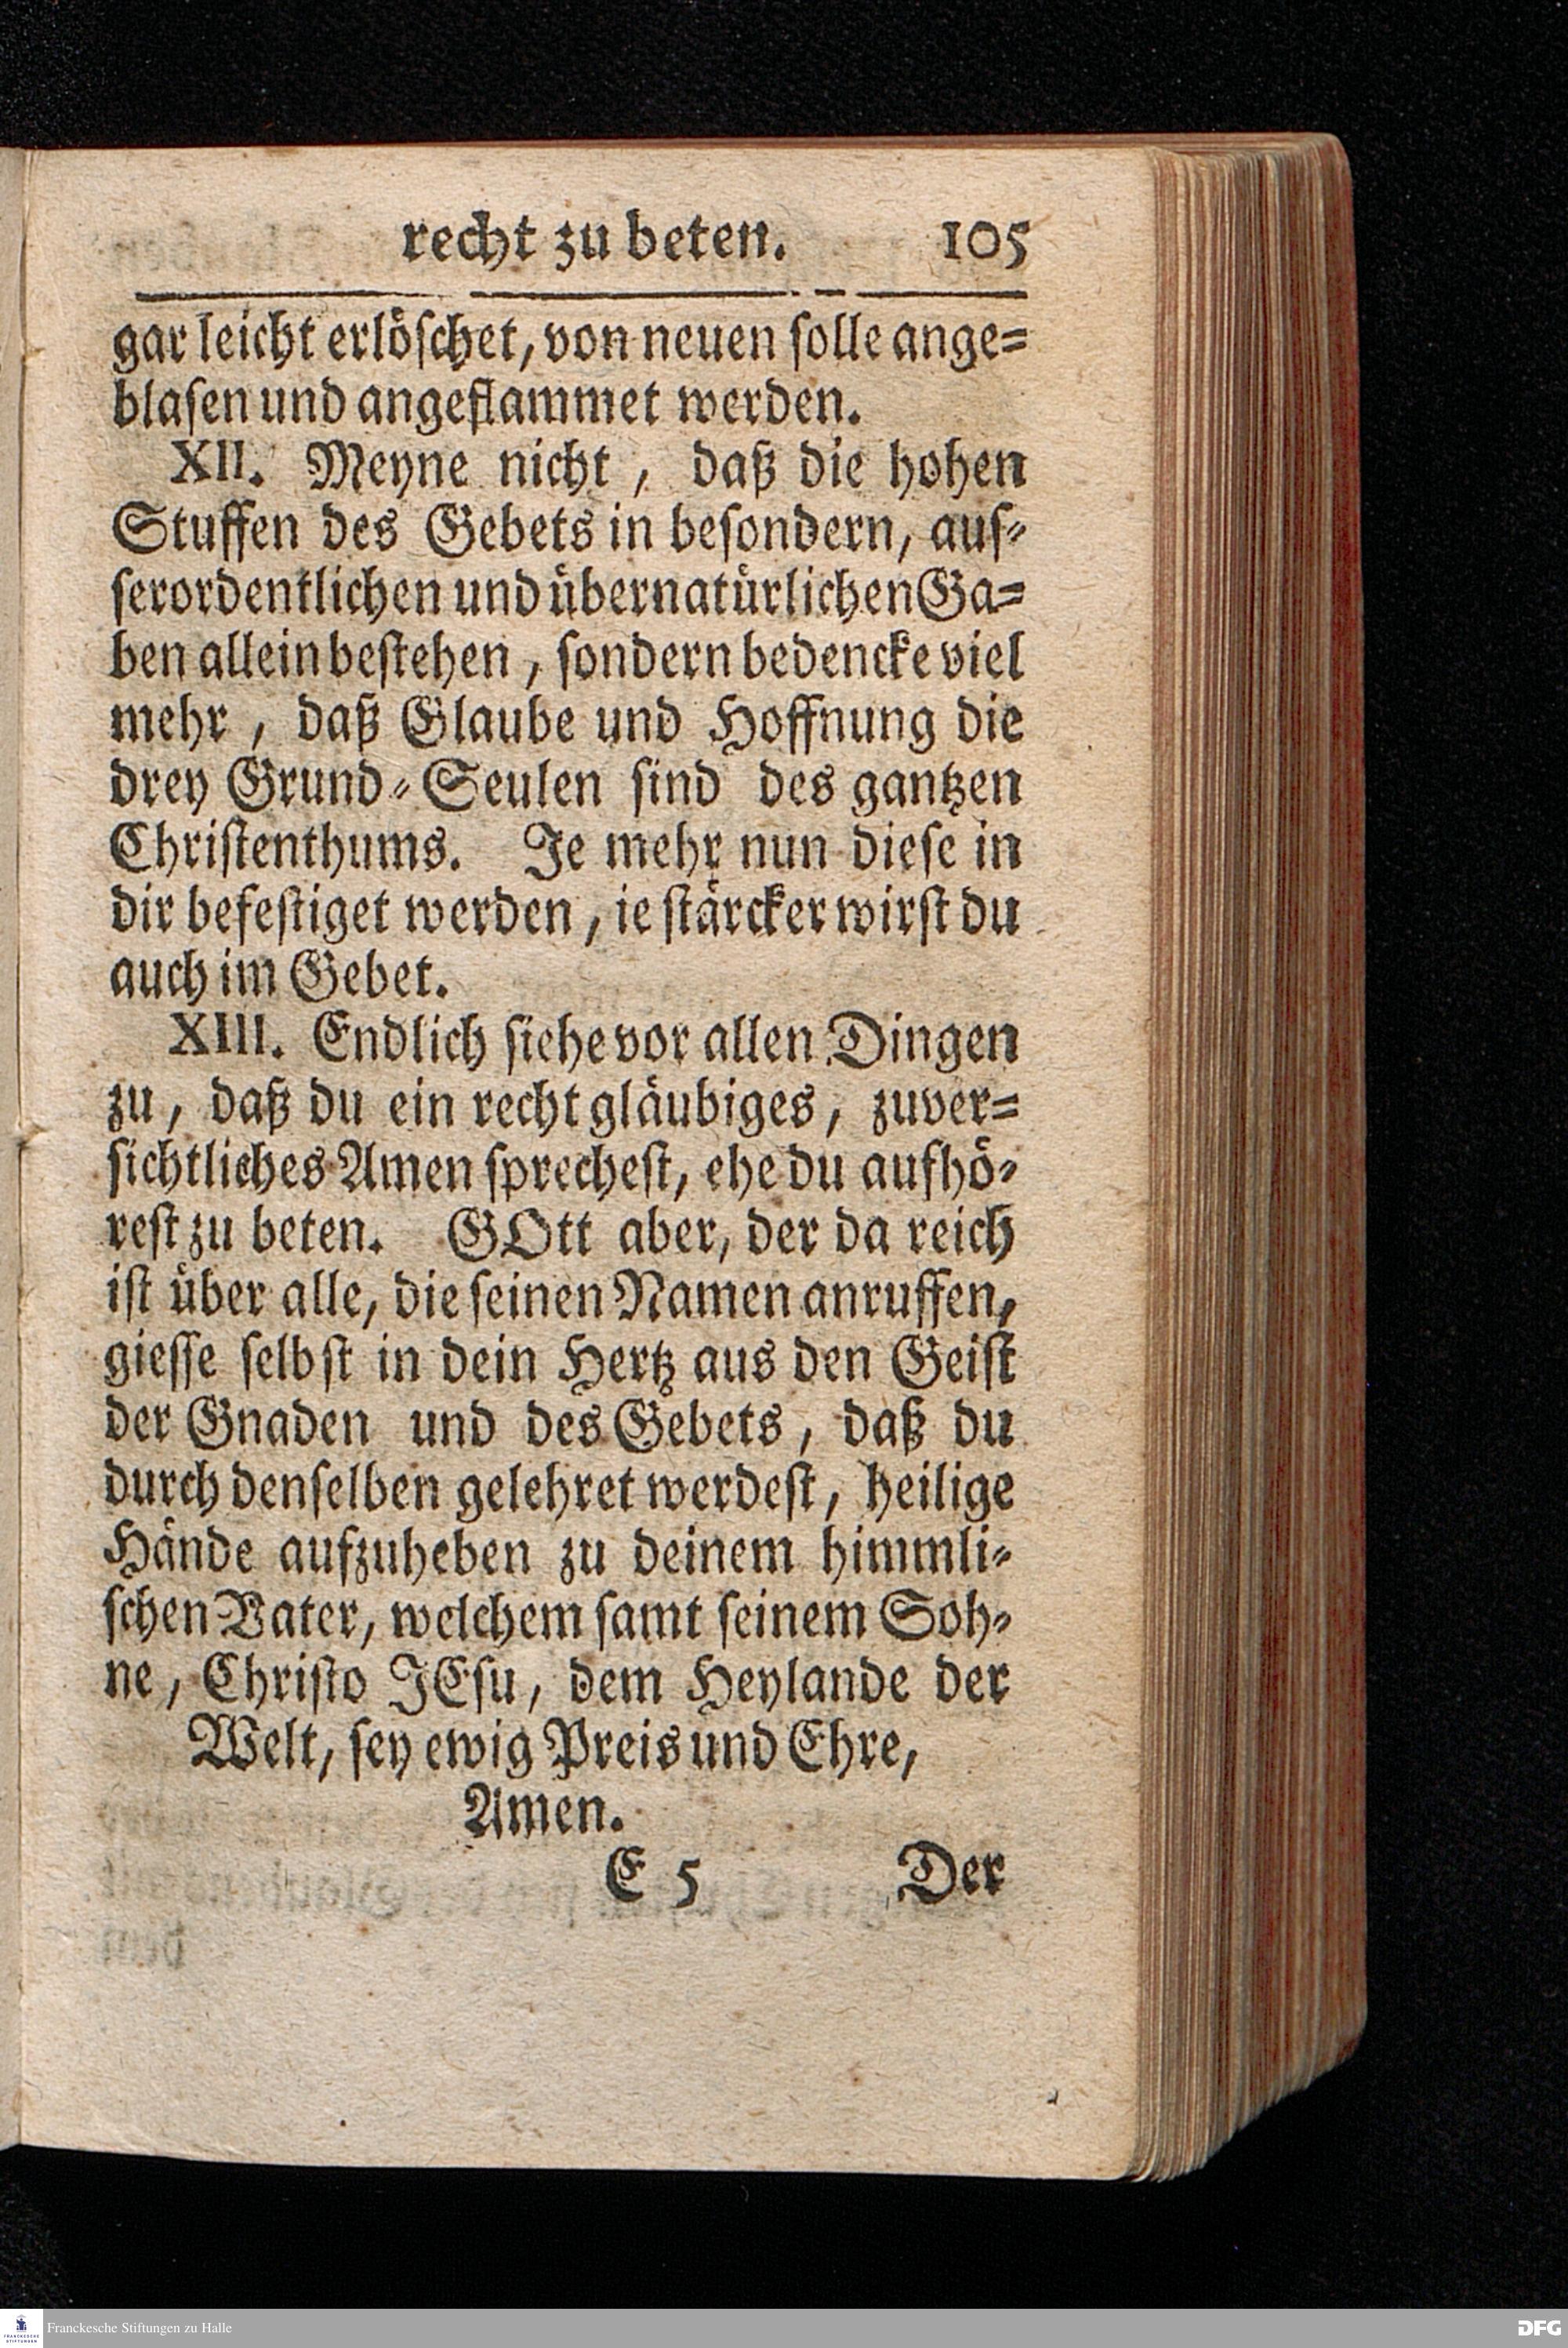 recht zu beten. 105
gar leicht erlöschet, von neuen solle ange=
blasen und angeflammet werden.
XII. Meyne nicht, daß die hohen
Stuffen des Gebets in besondern, aus=
serordentlichen und übernatürlichen Ga=
ben allein bestehen, sondern bedencke viel
mehr, daß Glaube und Hoffnung die
drey Grund=Seulen sind des gantzen
Christenthums. Je mehr nun diese in
dir befestiget werden, ie stärcker wirst du
auch im Gebet.
XIII. Endlich siehe vor allen Dingen
zu, daß du ein recht gläubiges, zuver=
sichtliches Amen sprechest, ehe du aufhö=
rest zu beten. GOtt aber, der da reich
ist über alle, die seinen Namen anruffen,
giesse selbst in dein Hertz aus den Geist
der Gnaden und des Gebets, daß du
durch denselben gelehret werdest, heilige
Hände aufzuheben zu deinem himmli=
schen Vater, welchem samt seinem Soh=
ne, Christo JEsu, dem Heylande der
Welt, sey ewig Preis und Ehre,
Amen.
E 5 Der
Franckesche Stiftungen zu Halle
DFG